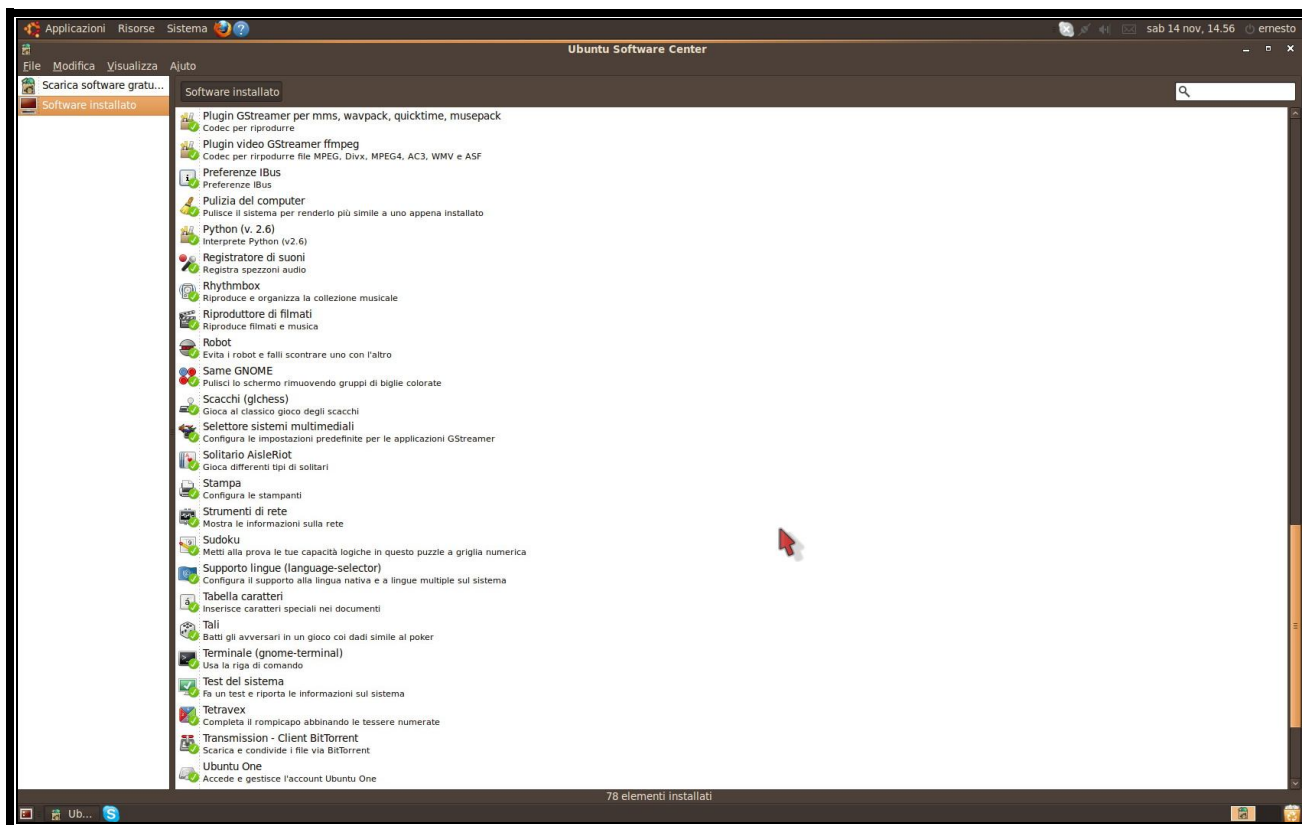 Applicazioni Risorse Sistema sab 14 nov, 14.56 ernesto
Ubuntu Software Center
File Modifica Visualizza Aiuto
Scarica software gratu...
Software installato
Software installato
Plugin GStreamer per mms, wavpack, quicktime, musepack
Codec per riprodurre
Plugin video GStreamer ffmpeg
Codec per rirpodurre file MPEG, Divx, MPEG4, AC3, WMV e ASF
Preferenze IBus
Preferenze IBus
Pulizia del computer
Pulisce il sistema per renderlo più simile a uno appena installato
Python (v. 2.6)
Interprete Python (v2.6)
Registratore di suoni
Registra spezzoni audio
Rhythmbox
Riproduce e organizza la collezione musicale
Riproduttore di filmati
Riproduce filmati e musica
Robot
Evita i robot e falli scontrare uno con l'altro
Same GNOME
Pulisci lo schermo rimuovendo gruppi di biglie colorate
Scacchi (glchess)
Gioca al classico gioco degli scacchi
Selettore sistemi multimediali
Configura le impostazioni predefinite per le applicazioni GStreamer
Solitario AisleRiot
Gioca differenti tipi di solitari
Stampa
Configura le stampanti
Strumenti di rete
Mostra le informazioni sulla rete
Sudoku
Metti alla prova le tue capacità logiche in questo puzzle a griglia numerica
Supporto lingue (language-selector)
Configura il supporto alla lingua nativa e a lingue multiple sul sistema
Tabella caratteri
Inserisce caratteri speciali nei documenti
Tali
Batti gli avversari in un gioco coi dadi simile al poker
Terminale (gnome-terminal)
Usa la riga di comando
Test del sistema
Fa un test e riporta le informazioni sul sistema
Tetravex
Completa il rompicapo abbinando le tessere numerate
Transmission - Client BitTorrent
Scarica e condivide i file via BitTorrent
Ubuntu One
Accede e gestisce l'account Ubuntu One
78 elementi installati
Ub...